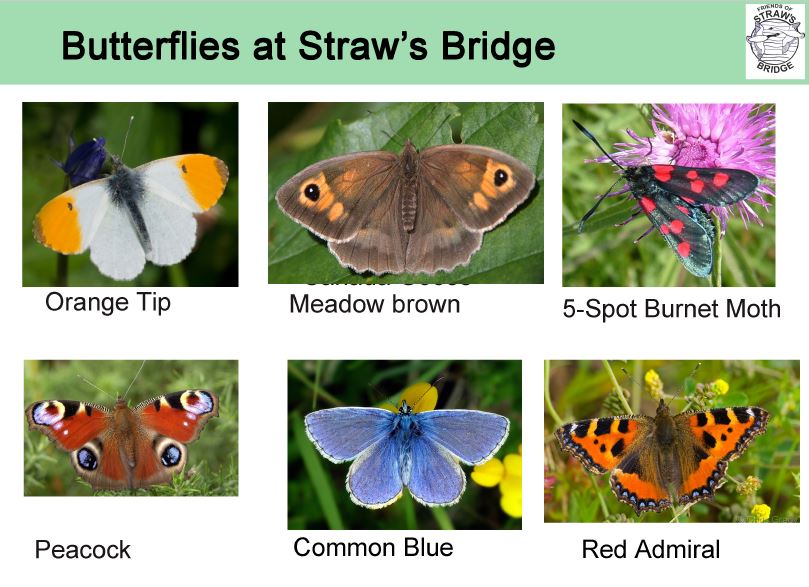 Butterflies at Straw's Bridge
FRIENDS OF
STRAW'S
BRIDGE
Orange Tip
Meadow brown
5-Spot Burnet Moth
Peacock
Common Blue
Red Admiral